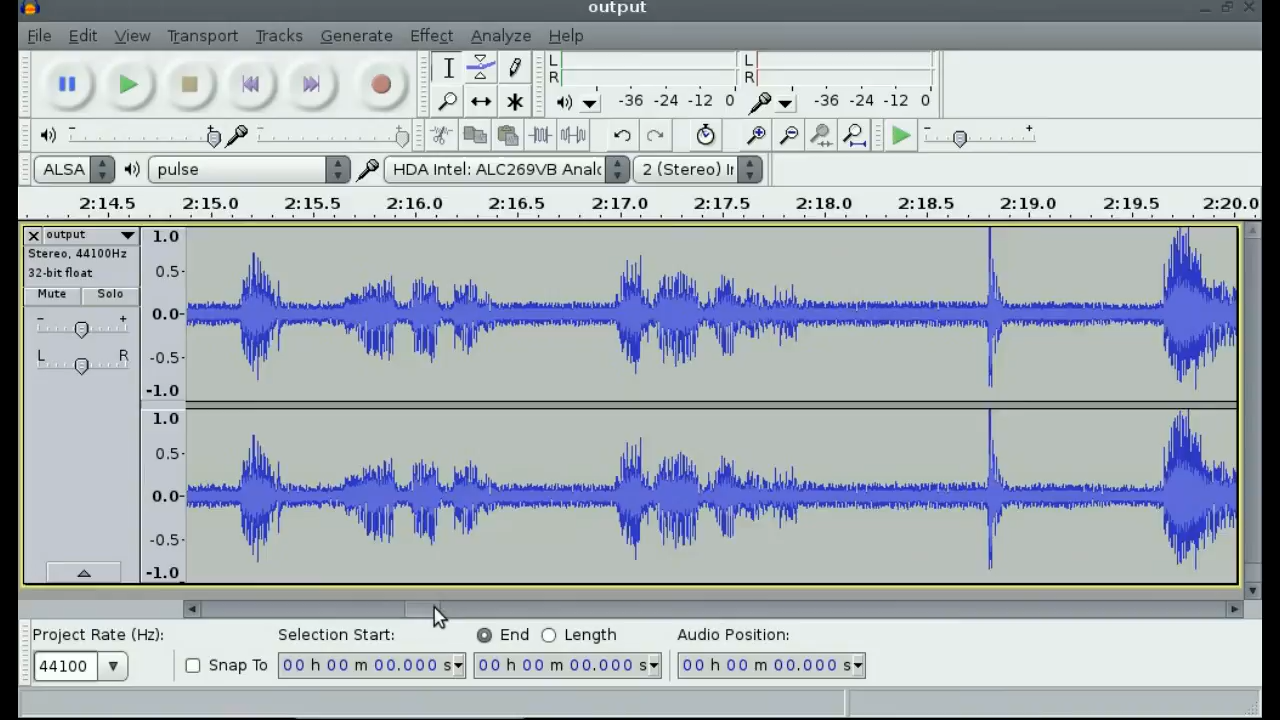 output
File Edit View Transport Tracks Generate Effect Analyze Help
L L
R R
-36 -24 -12 0 -36 -24 -12 0
- + - + - +
ALSA pulse HDA Intel: ALC269VB Analc 2 (Stereo) Ir
2:14.5 2:15.0 2:15.5 2:16.0 2:16.5 2:17.0 2:17.5 2:18.0 2:18.5 2:19.0 2:19.5 2:20.0
output
Stereo, 44100Hz
32-bit float
Mute Solo
- +
L R
1.0
0.5-
0.0-
-0.5-
-1.0
1.0
0.5-
0.0-
-0.5-
-1.0
Project Rate (Hz): Selection Start: End Length Audio Position:
44100 Snap To 00 h 00 m 00.000 s 00 h 00 m 00.000 s 00 h 00 m 00.000 s